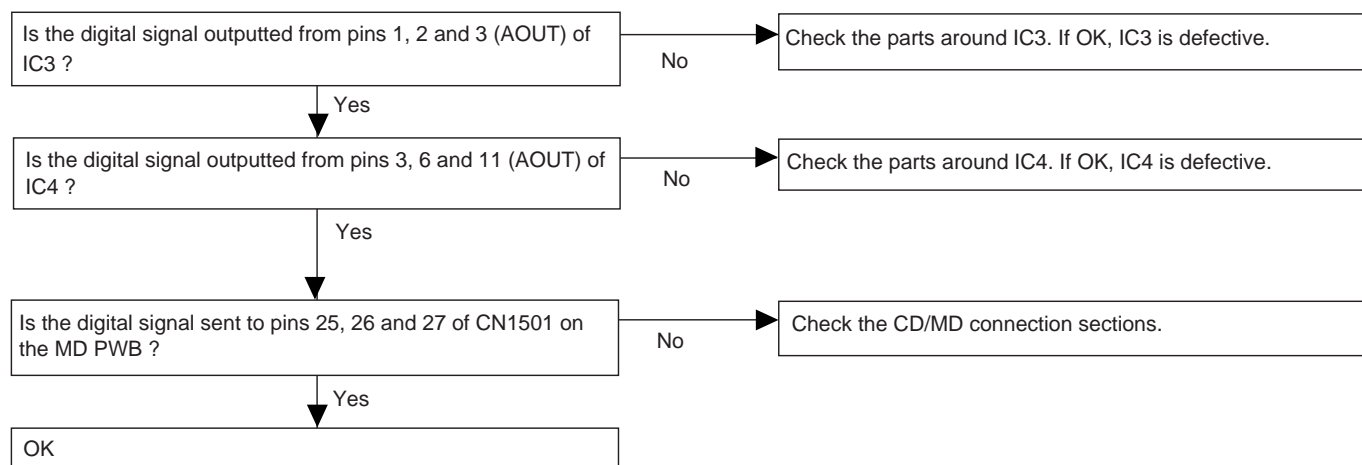 Is the digital signal outputted from pins 1, 2 and 3 (AOUT) of
IC3 ?
No
Check the parts around IC3. If OK, IC3 is defective.
Yes
Is the digital signal outputted from pins 3, 6 and 11 (AOUT) of
IC4 ?
No
Check the parts around IC4. If OK, IC4 is defective.
Yes
Is the digital signal sent to pins 25, 26 and 27 of CN1501 on
the MD PWB ?
No
Check the CD/MD connection sections.
Yes
OK